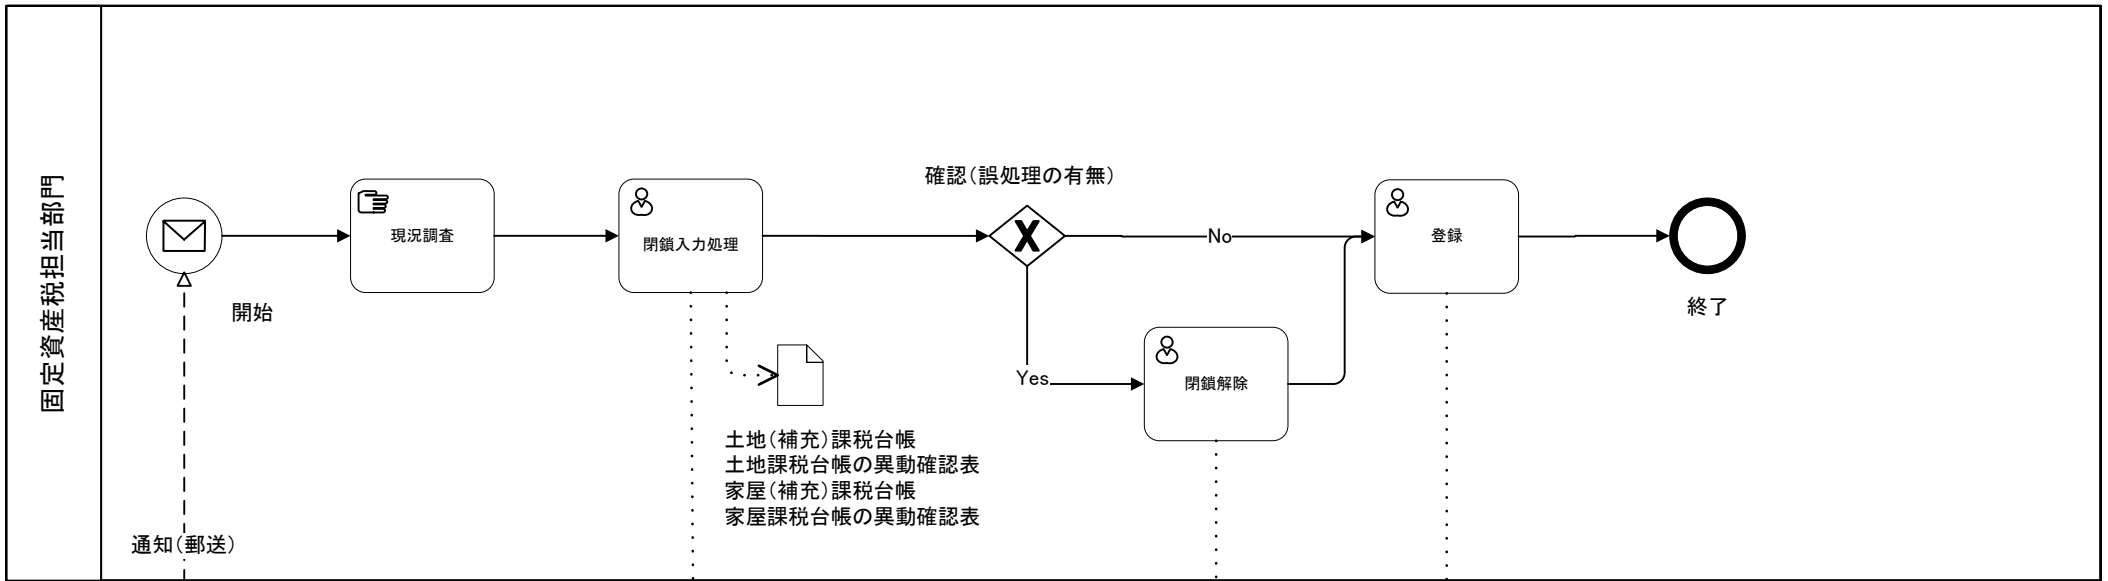 固定資産税担当部門
開始
通知(郵送)
現況調査
閉鎖入力処理
土地(補充)課税台帳
土地課税台帳の異動確認表
家屋(補充)課税台帳
家屋課税台帳の異動確認表
確認(誤処理の有無)
No
Yes
閉鎖解除
登録
終了